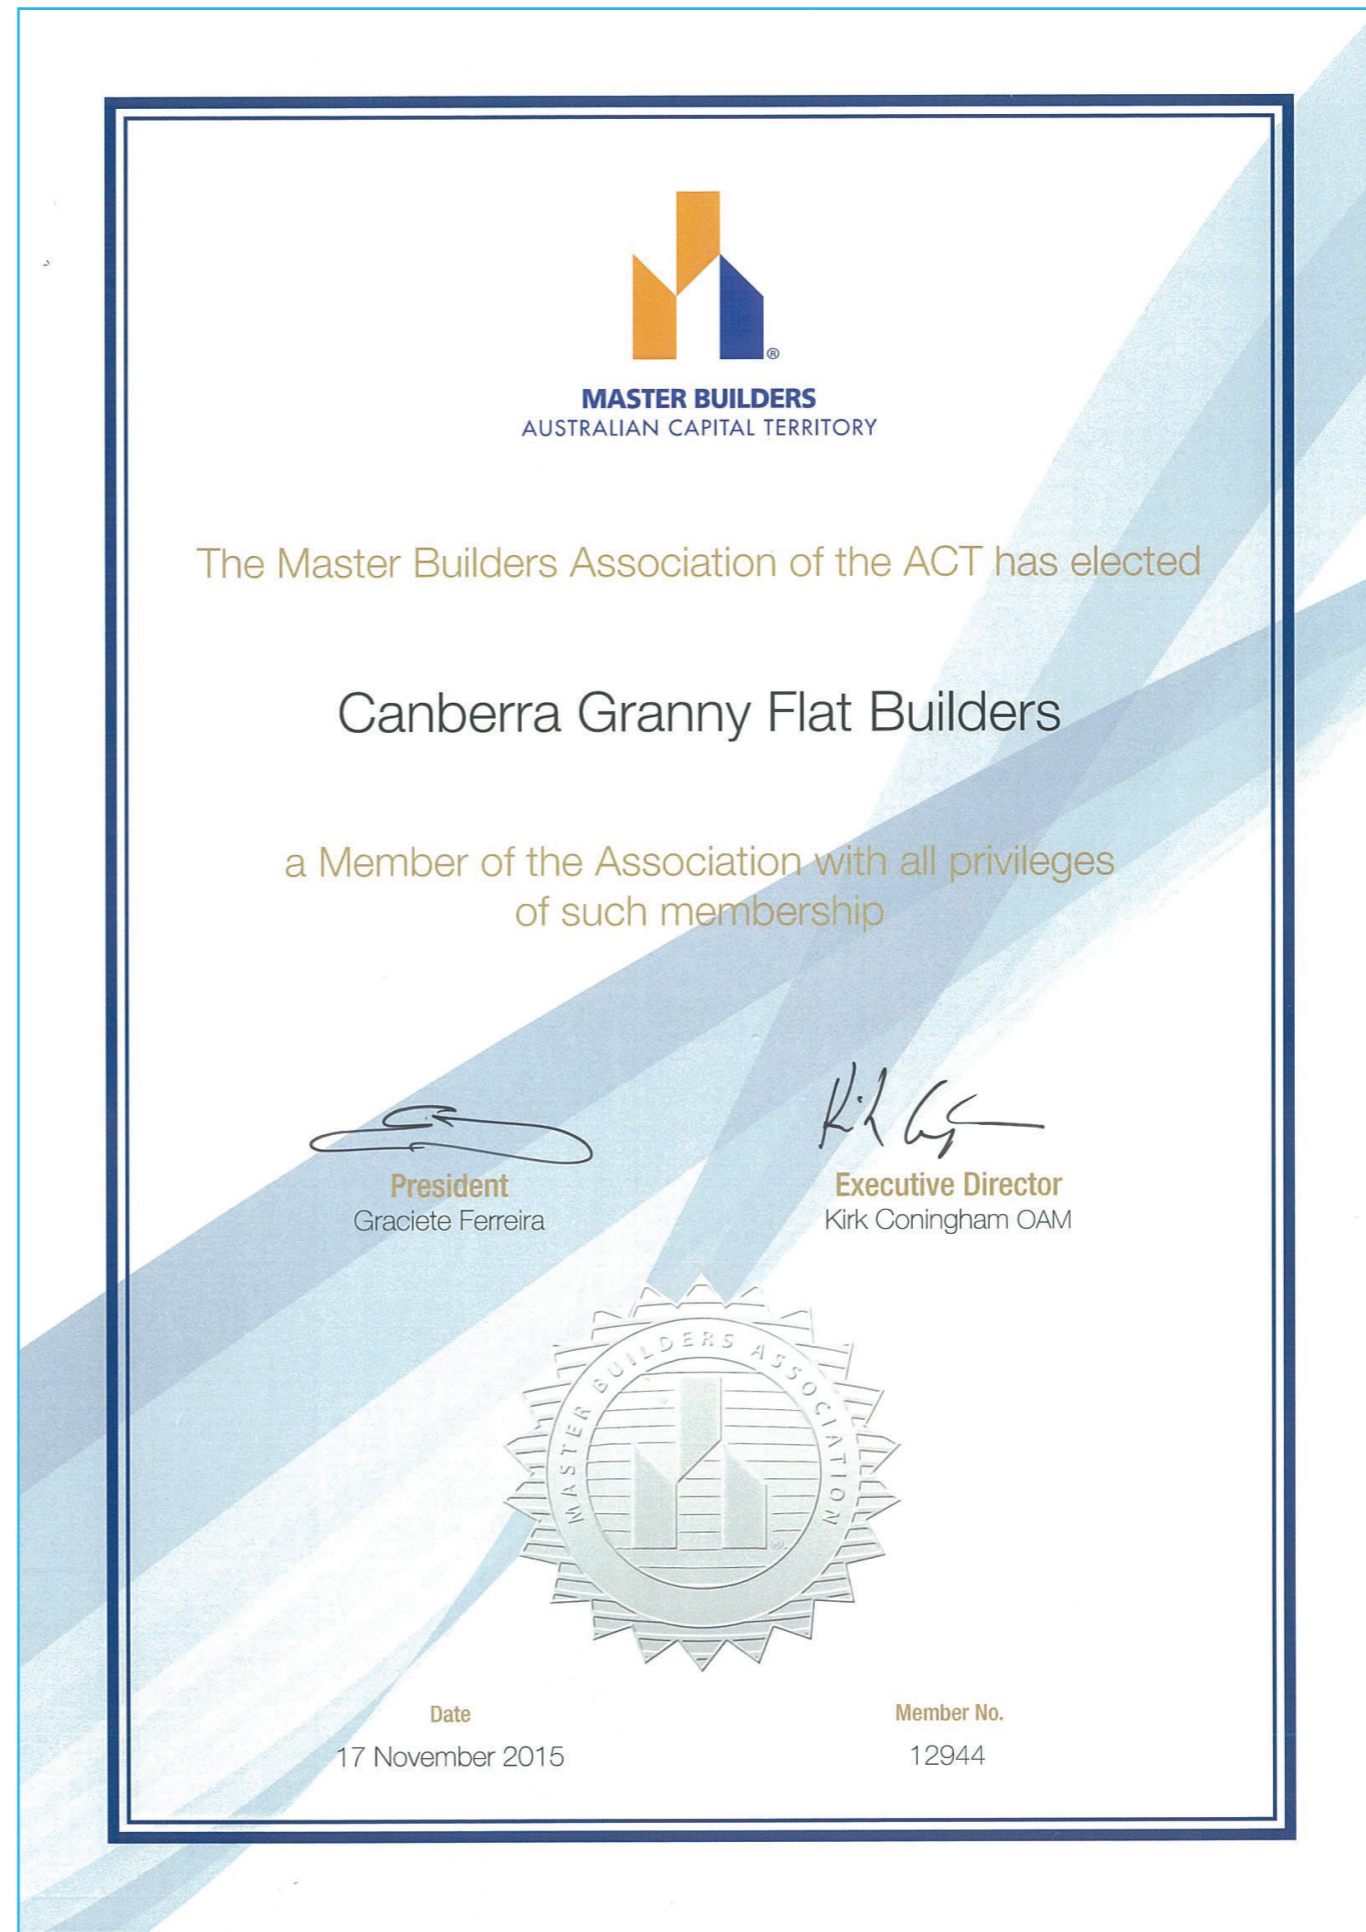 MASTER BUILDERS
AUSTRALIAN CAPITAL TERRITORY
The Master Builders Association of the ACT has elected
Canberra Granny Flat Builders
a Member of the Association with all privileges
of such membership
President
Graciete Ferreira
Executive Director
Kirk Coningham OAM
MASTER BUILDERS ASSOCIATION
Date
17 November 2015
Member No.
12944